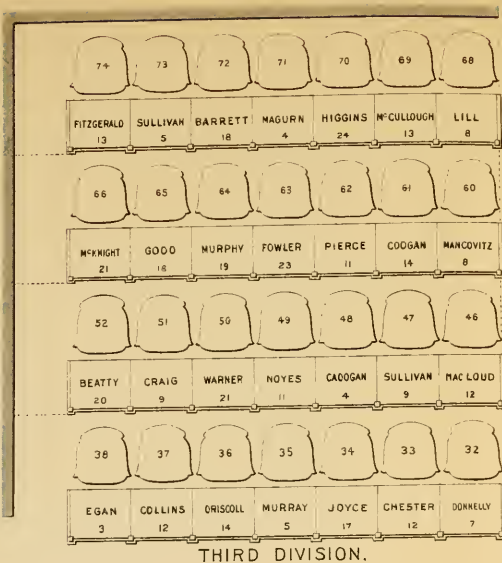 74 73 72 71 70 69 68
FITZGERALD SULLIVAN BARRETT MAGURN HIGGINS McCULLOUGH LILL
13 5 18 4 24 13 8
66 65 64 63 62 61 60
McKNIGHT GOOD MURPHY FOWLER PIERCE COOGAN MANCOVITZ
21 18 19 23 11 14 8
52 51 50 49 48 47 46
BEATTY CRAIG WARNER NOYES CADOGAN SULLIVAN MAC LOUD
20 9 21 11 4 9 12
38 37 36 35 34 33 32
EGAN COLLINS DRISCOLL MURRAY JOYCE CHESTER DONNELLY
3 12 14 5 17 12 7
THIRD DIVISION.